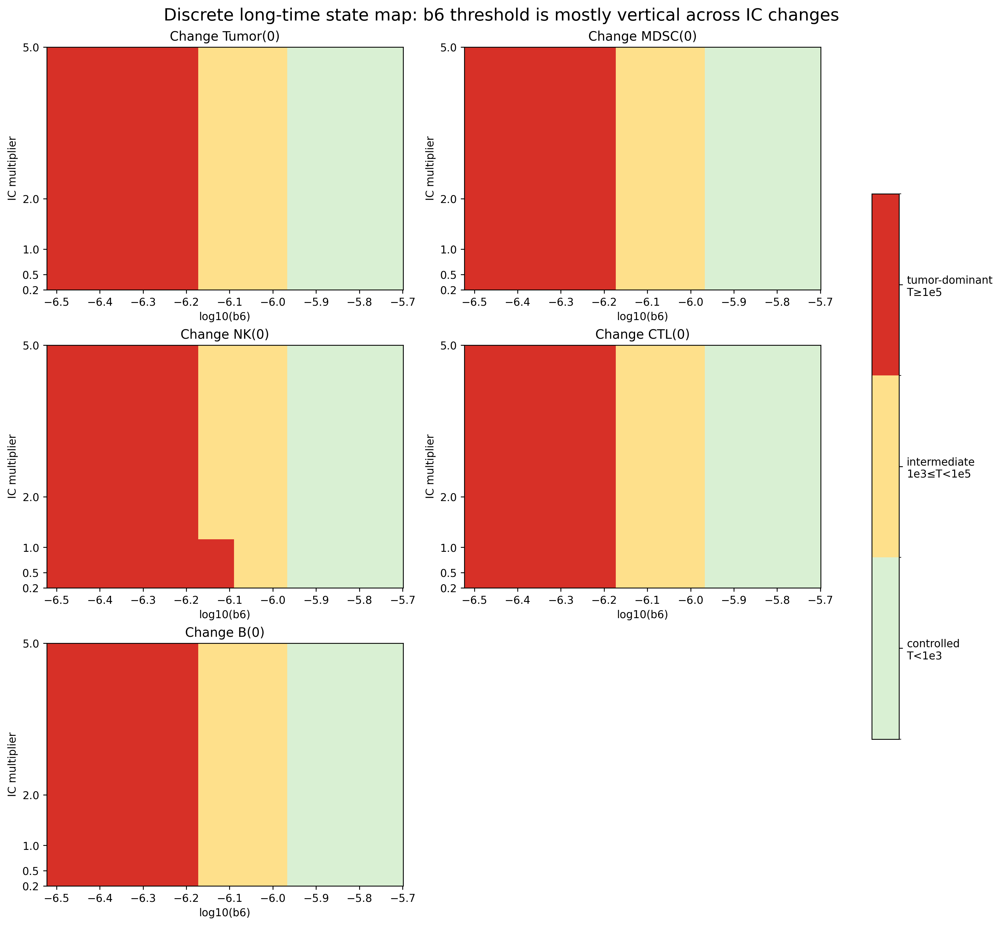 Discrete long-time state map: b6 threshold is mostly vertical across IC changes
Change Tumor(0)
IC multiplier
5.0
2.0
1.0
0.5
0.2
−6.5 −6.4 −6.3 −6.2 −6.1 −6.0 −5.9 −5.8 −5.7
log10(b6)
Change MDSC(0)
IC multiplier
5.0
2.0
1.0
0.5
0.2
−6.5 −6.4 −6.3 −6.2 −6.1 −6.0 −5.9 −5.8 −5.7
log10(b6)
Change NK(0)
IC multiplier
5.0
2.0
1.0
0.5
0.2
−6.5 −6.4 −6.3 −6.2 −6.1 −6.0 −5.9 −5.8 −5.7
log10(b6)
Change CTL(0)
IC multiplier
5.0
2.0
1.0
0.5
0.2
−6.5 −6.4 −6.3 −6.2 −6.1 −6.0 −5.9 −5.8 −5.7
log10(b6)
Change B(0)
IC multiplier
5.0
2.0
1.0
0.5
0.2
−6.5 −6.4 −6.3 −6.2 −6.1 −6.0 −5.9 −5.8 −5.7
log10(b6)
tumor-dominant
T≥1e5
intermediate
1e3≤T<1e5
controlled
T<1e3